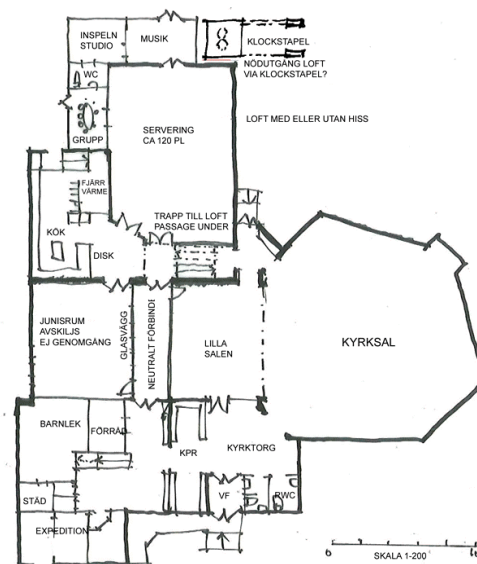 INSPELN
STUDIO
MUSIK
KLOCKSTAPEL
NÖDUTGÅNG LOFT
VIA KLOCKSTAPEL?
WC
LOFT MED ELLER UTAN HISS
SERVERING
CA 120 PL
GRUPP
FJÄRR
VÄRME
TRAPP TILL LOFT
PASSAGE UNDER
KÖK
DISK
JUNISRUM
AVSKILJS
EJ GENOMGÅNG
GLASVÄGG
NEUTRALT FÖRBINDE
LILLA
SALEN
KYRKSAL
BARNLEK
FÖRRÅD
KPR
KYRKTORG
STÄD
VF
RWC
EXPEDITION
0
10
SKALA 1-200